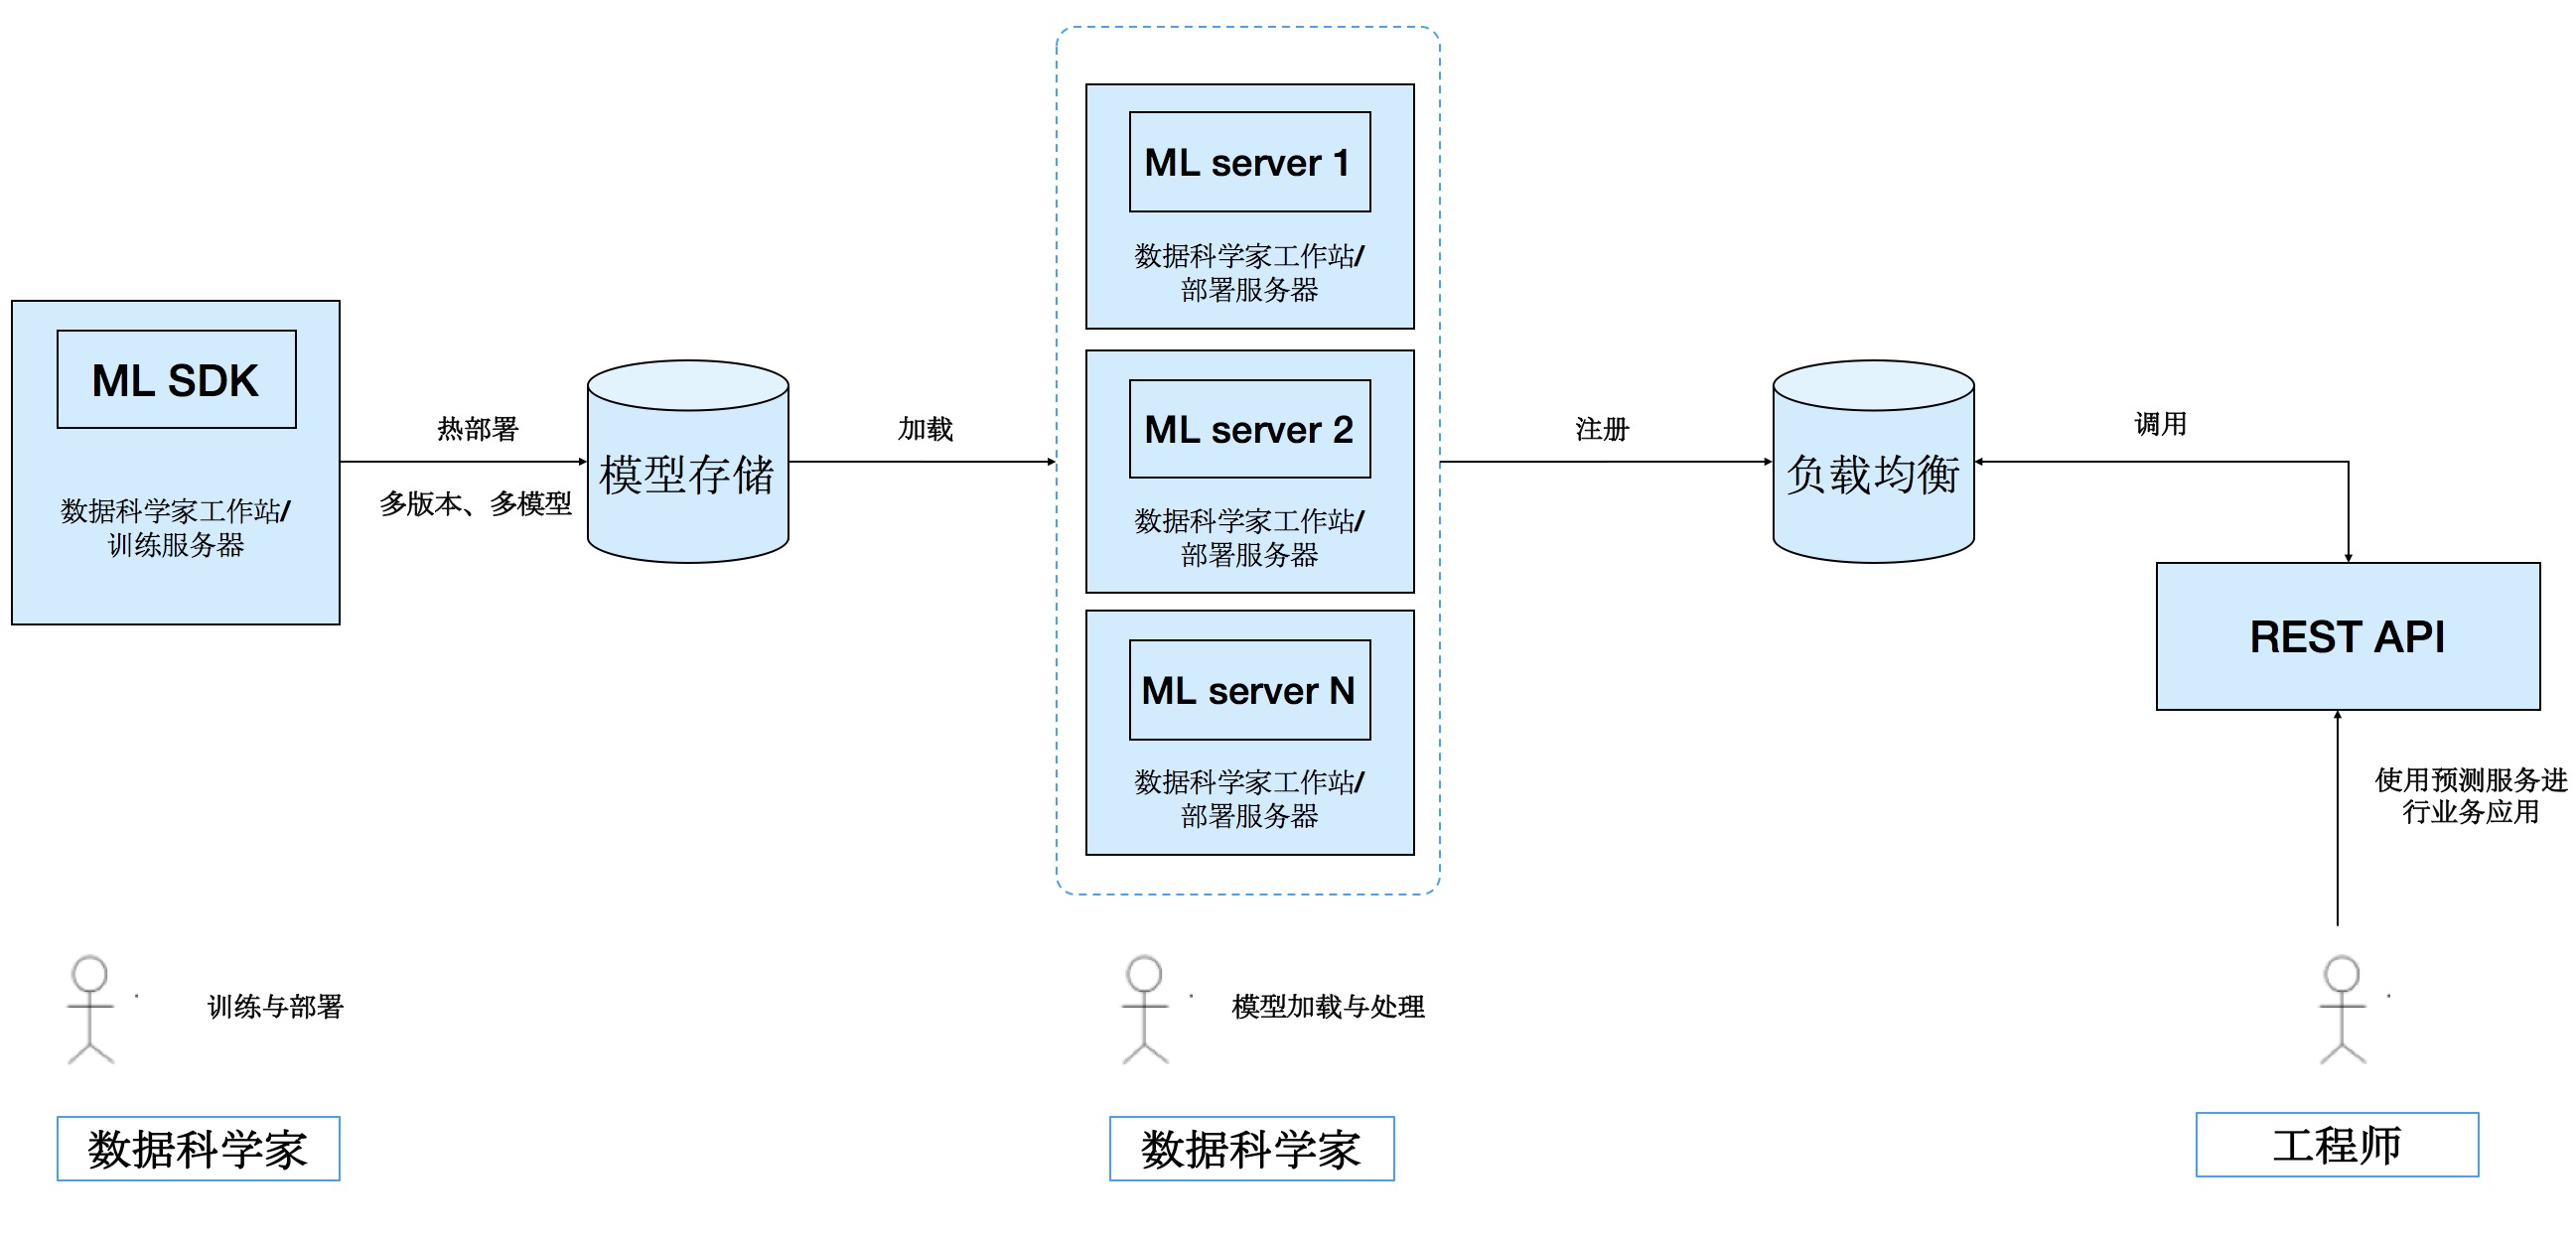 ML SDK
数据科学家工作站/
训练服务器
热部署
多版本、多模型
模型存储
加载
ML server 1
数据科学家工作站/
部署服务器
ML server 2
数据科学家工作站/
部署服务器
ML server N
数据科学家工作站/
部署服务器
注册
负载均衡
调用
REST API
使用预测服务进
行业务应用
训练与部署
模型加载与处理
数据科学家
数据科学家
工程师